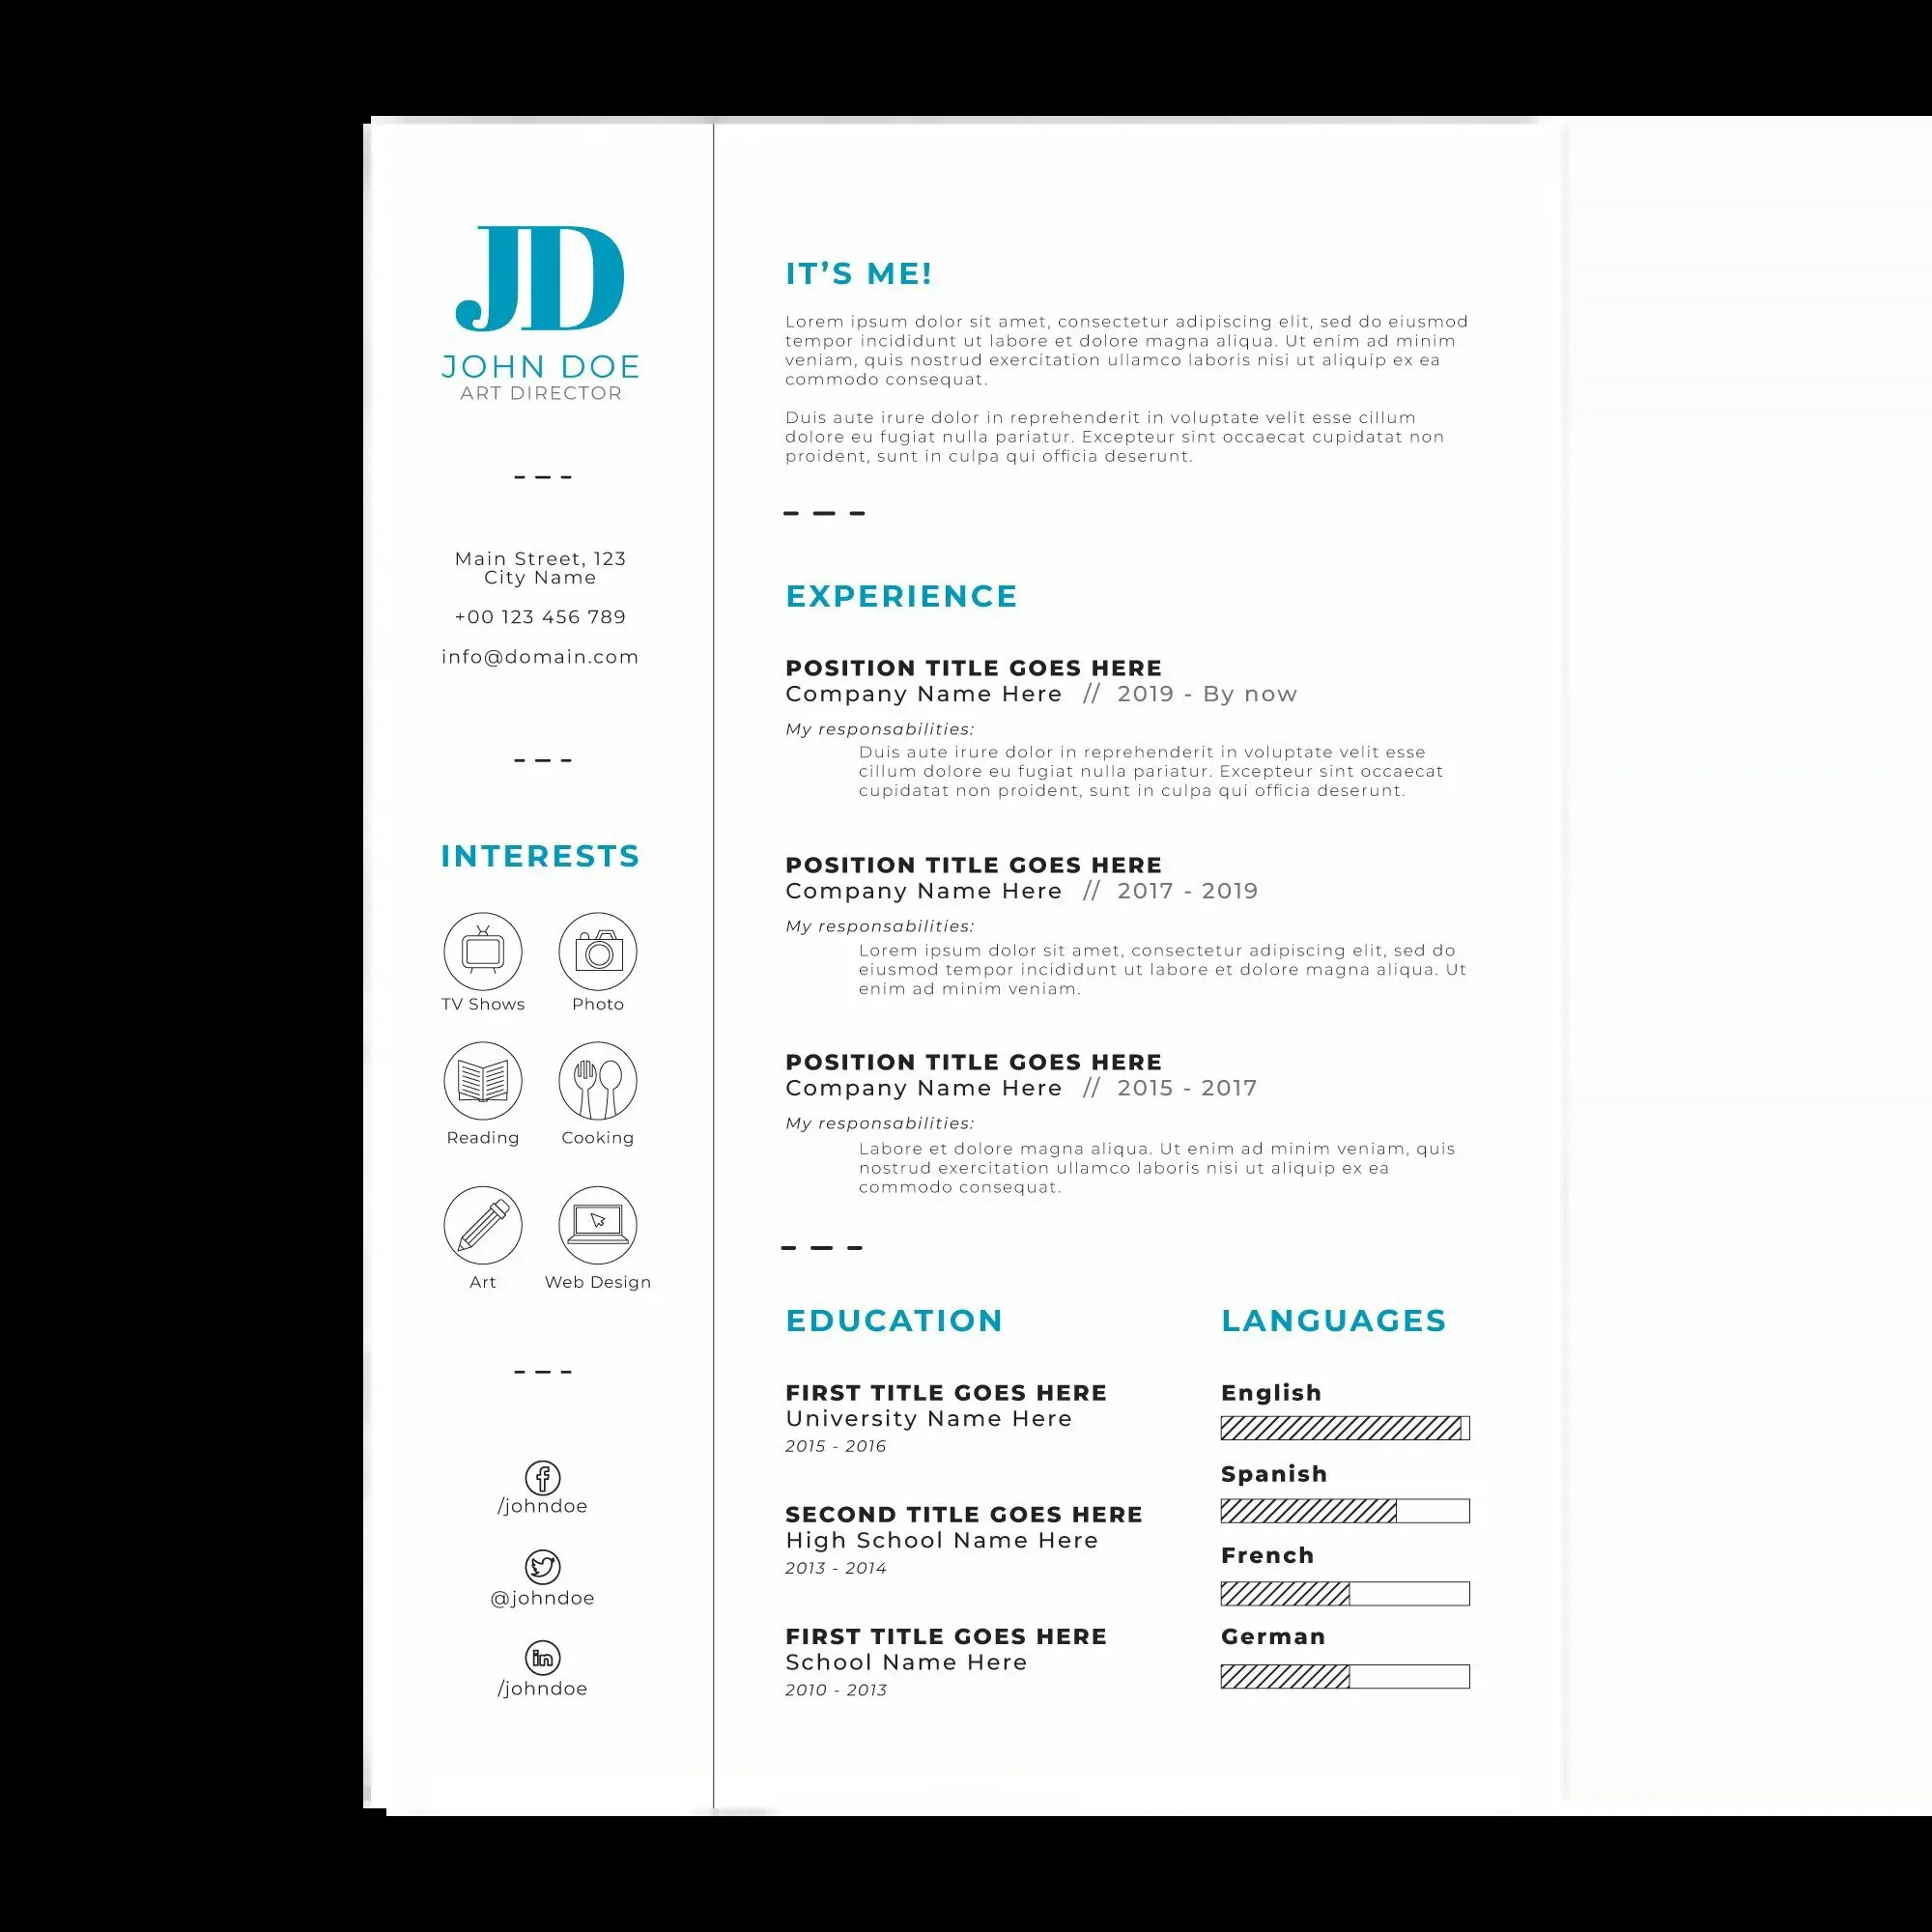 JD
JOHN DOE
ART DIRECTOR
Main Street, 123
City Name
+00 123 456 789
info@domain.com
INTERESTS
TV Shows
Photo
Reading
Cooking
Art
Web Design
/johndoe
@johndoe
in
/johndoe
IT’S ME!
Lorem ipsum dolor sit amet, consectetur adipiscing elit, sed do eiusmod
tempor incididunt ut labore et dolore magna aliqua. Ut enim ad minim
veniam, quis nostrud exercitation ullamco laboris nisi ut aliquip ex ea
commodo consequat.
Duis aute irure dolor in reprehenderit in voluptate velit esse cillum
dolore eu fugiat nulla pariatur. Excepteur sint occaecat cupidatat non
proident, sunt in culpa qui officia deserunt.
EXPERIENCE
POSITION TITLE GOES HERE
Company Name Here // 2019 - By now
My responsabilities:
Duis aute irure dolor in reprehenderit in voluptate velit esse
cillum dolore eu fugiat nulla pariatur. Excepteur sint occaecat
cupidatat non proident, sunt in culpa qui officia deserunt.
POSITION TITLE GOES HERE
Company Name Here // 2017 - 2019
My responsabilities:
Lorem ipsum dolor sit amet, consectetur adipiscing elit, sed do
eiusmod tempor incididunt ut labore et dolore magna aliqua. Ut
enim ad minim veniam.
POSITION TITLE GOES HERE
Company Name Here // 2015 - 2017
My responsabilities:
Labore et dolore magna aliqua. Ut enim ad minim veniam, quis
nostrud exercitation ullamco laboris nisi ut aliquip ex ea
commodo consequat.
EDUCATION
FIRST TITLE GOES HERE
University Name Here
2015 - 2016
SECOND TITLE GOES HERE
High School Name Here
2013 - 2014
FIRST TITLE GOES HERE
School Name Here
2010 - 2013
LANGUAGES
English
Spanish
French
German